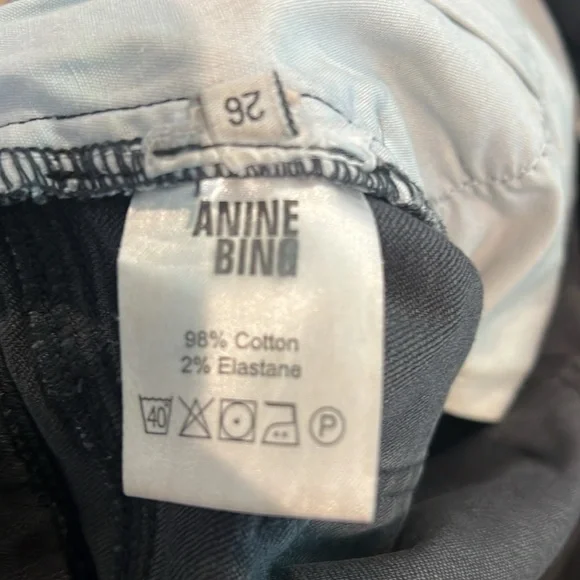 26
ANINE
BING
98% Cotton
2% Elastane
40 P